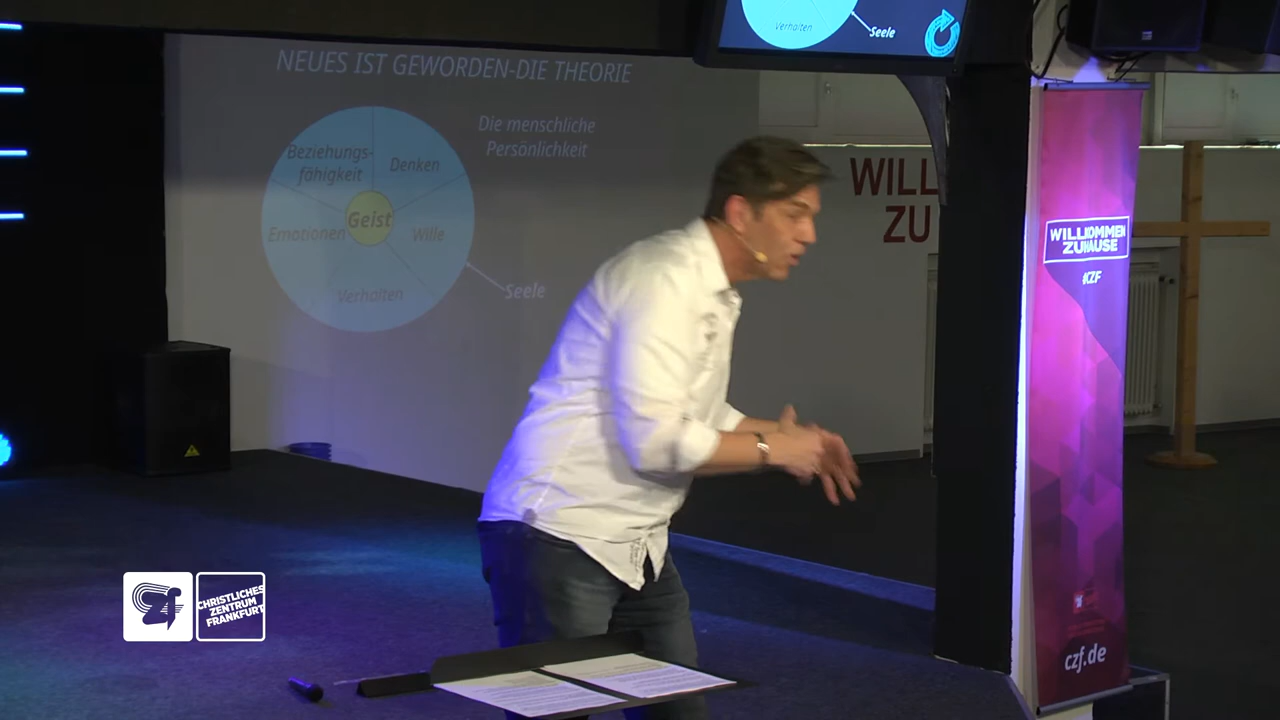 Verhalten
Seele
NEUES IST GEWORDEN-DIE THEORIE
Die menschliche
Persönlichkeit
Beziehungs-
fähigkeit
Denken
Geist
Emotionen
Wille
Verhalten
Seele
WILL
ZU
WILLKOMMEN
ZUHAUSE
#CZF
czf.de
CHRISTLICHES
ZENTRUM
FRANKFURT